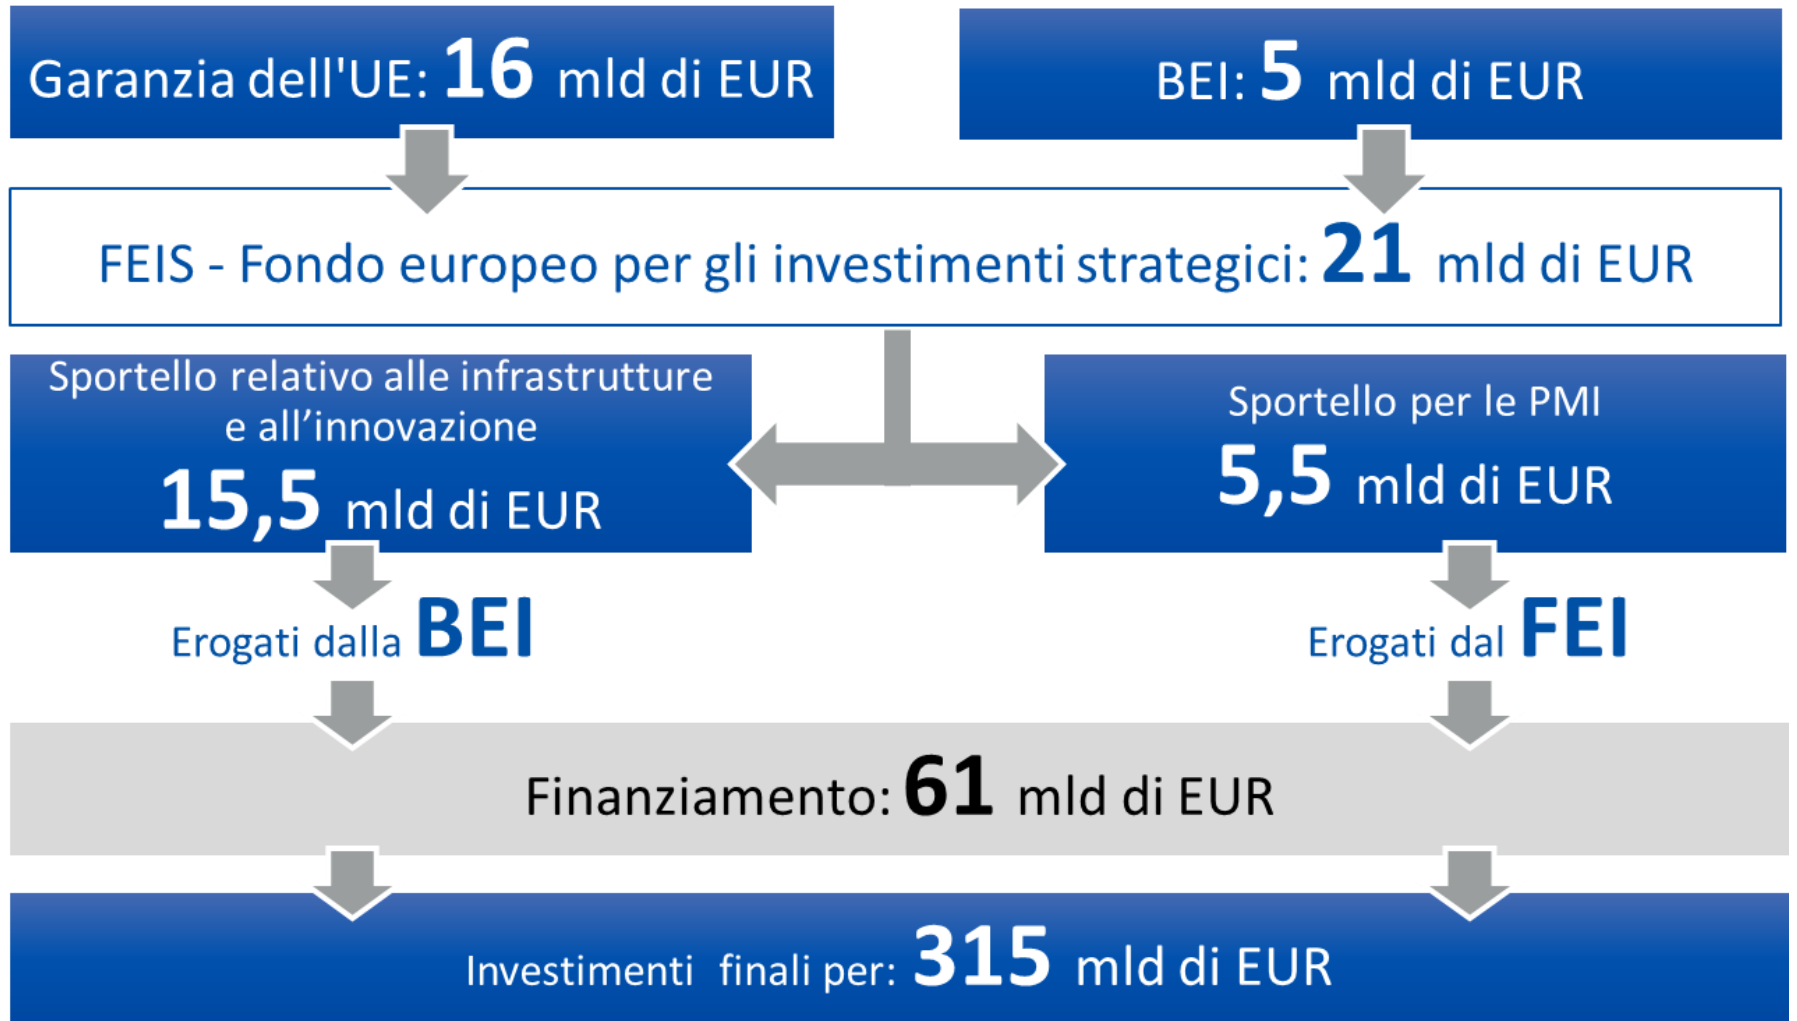 Garanzia dell'UE: 16 mld di EUR
BEI: 5 mld di EUR
FEIS - Fondo europeo per gli investimenti strategici: 21 mld di EUR
Sportello relativo alle infrastrutture
e all’innovazione
15,5 mld di EUR
Sportello per le PMI
5,5 mld di EUR
Erogati dalla BEI
Erogati dal FEI
Finanziamento: 61 mld di EUR
Investimenti finali per: 315 mld di EUR